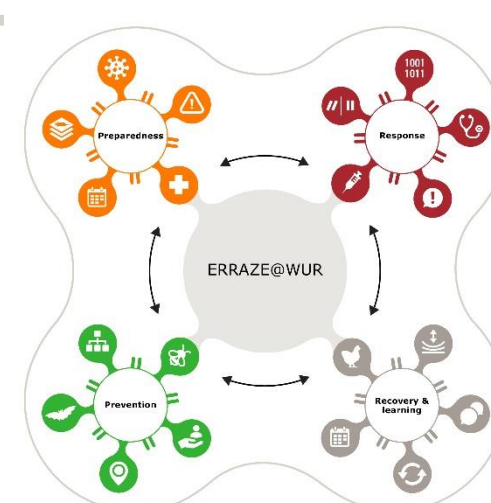 1001
1011
Preparedness
Response
ERRAZE@WUR
Prevention
Recovery &
learning